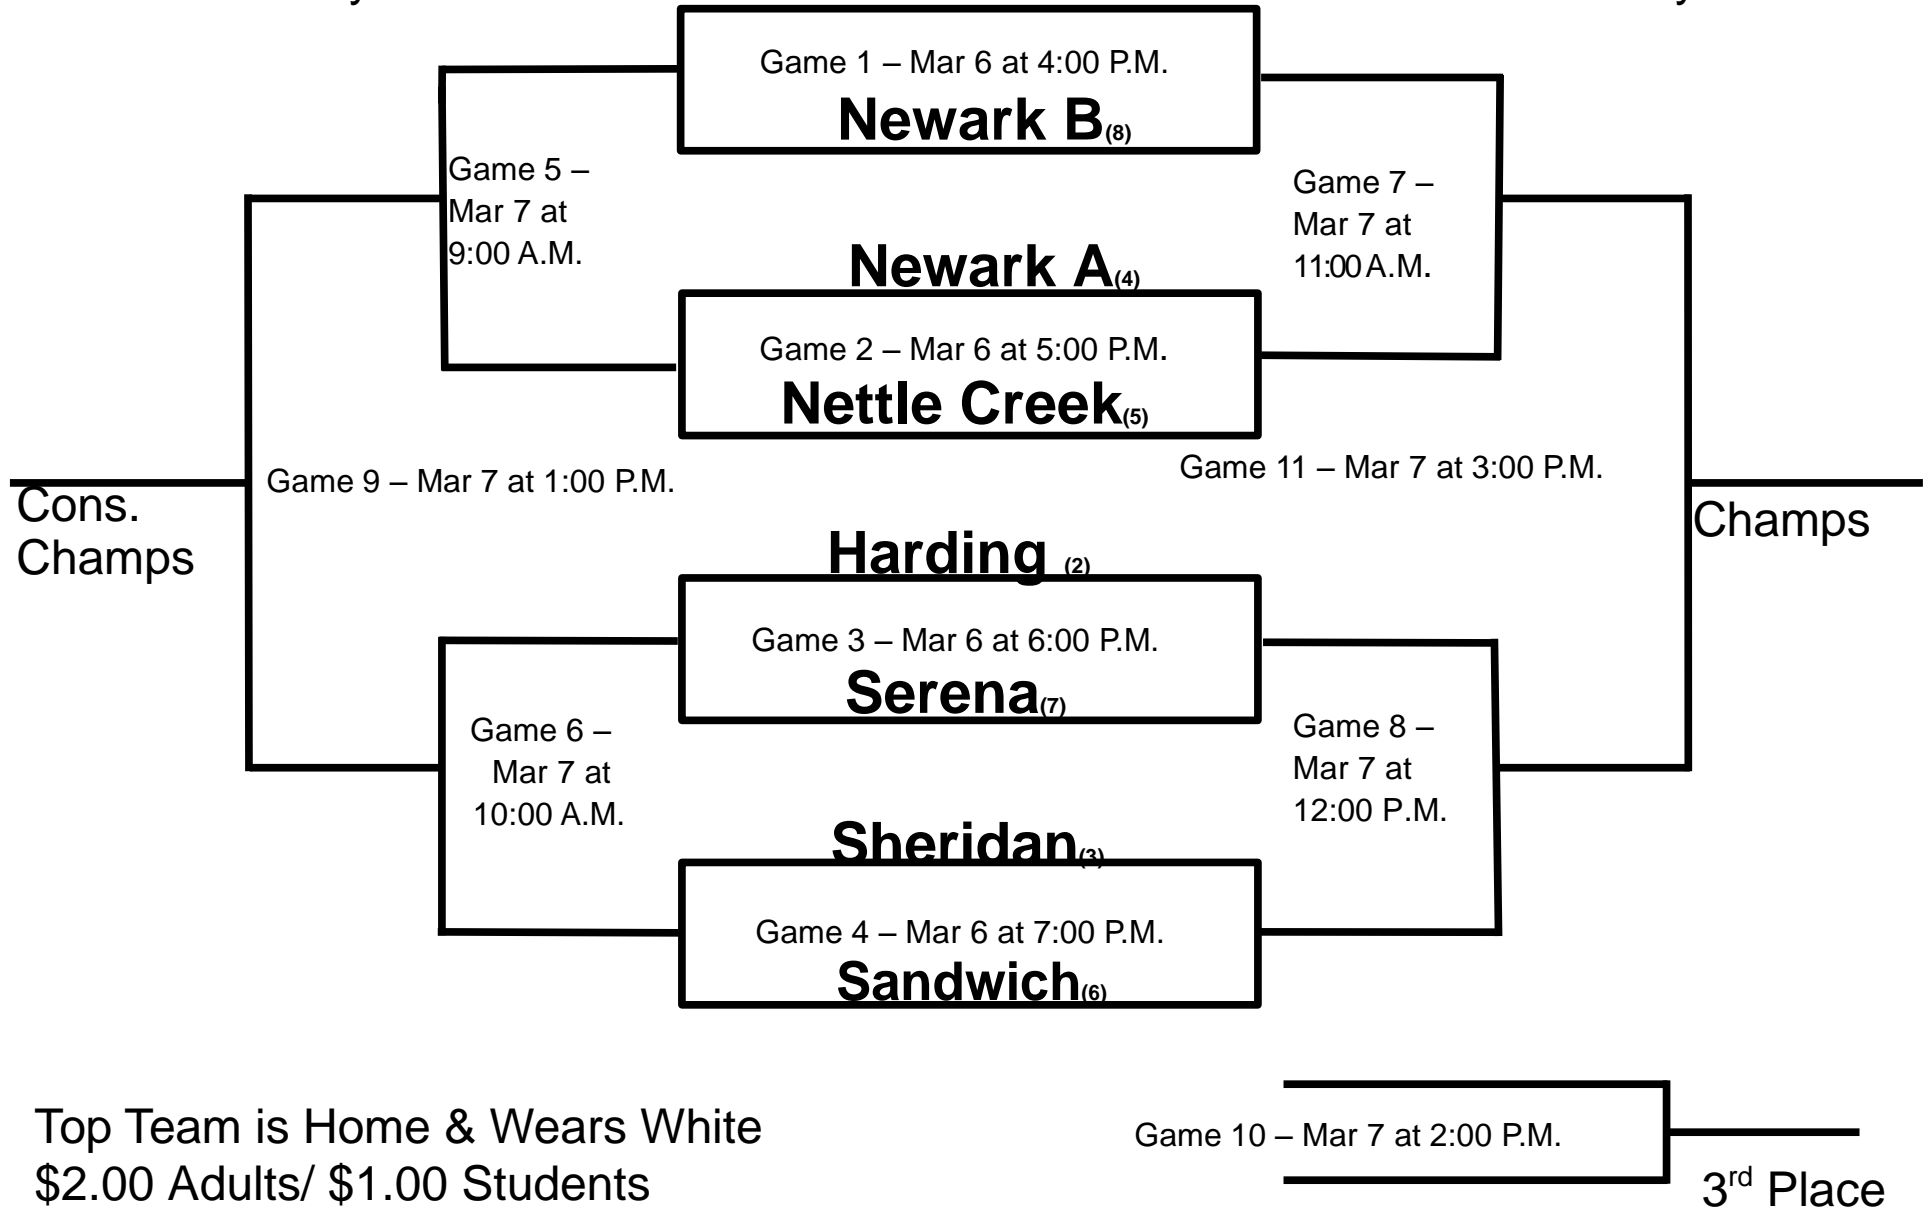 Game 1 – Mar 6 at 4:00 P.M.
Newark B(8)
Game 5 –
Mar 7 at
9:00 A.M.
Game 7 –
Mar 7 at
11:00 A.M.
Newark A(4)
Game 2 – Mar 6 at 5:00 P.M.
Nettle Creek(5)
Game 9 – Mar 7 at 1:00 P.M.
Game 11 – Mar 7 at 3:00 P.M.
Cons.
Champs
Champs
Harding (2)
Game 3 – Mar 6 at 6:00 P.M.
Serena(7)
Game 6 –
Mar 7 at
10:00 A.M.
Game 8 –
Mar 7 at
12:00 P.M.
Sheridan(3)
Game 4 – Mar 6 at 7:00 P.M.
Sandwich(6)
Top Team is Home & Wears White
$2.00 Adults/ $1.00 Students
Game 10 – Mar 7 at 2:00 P.M.
3rd Place